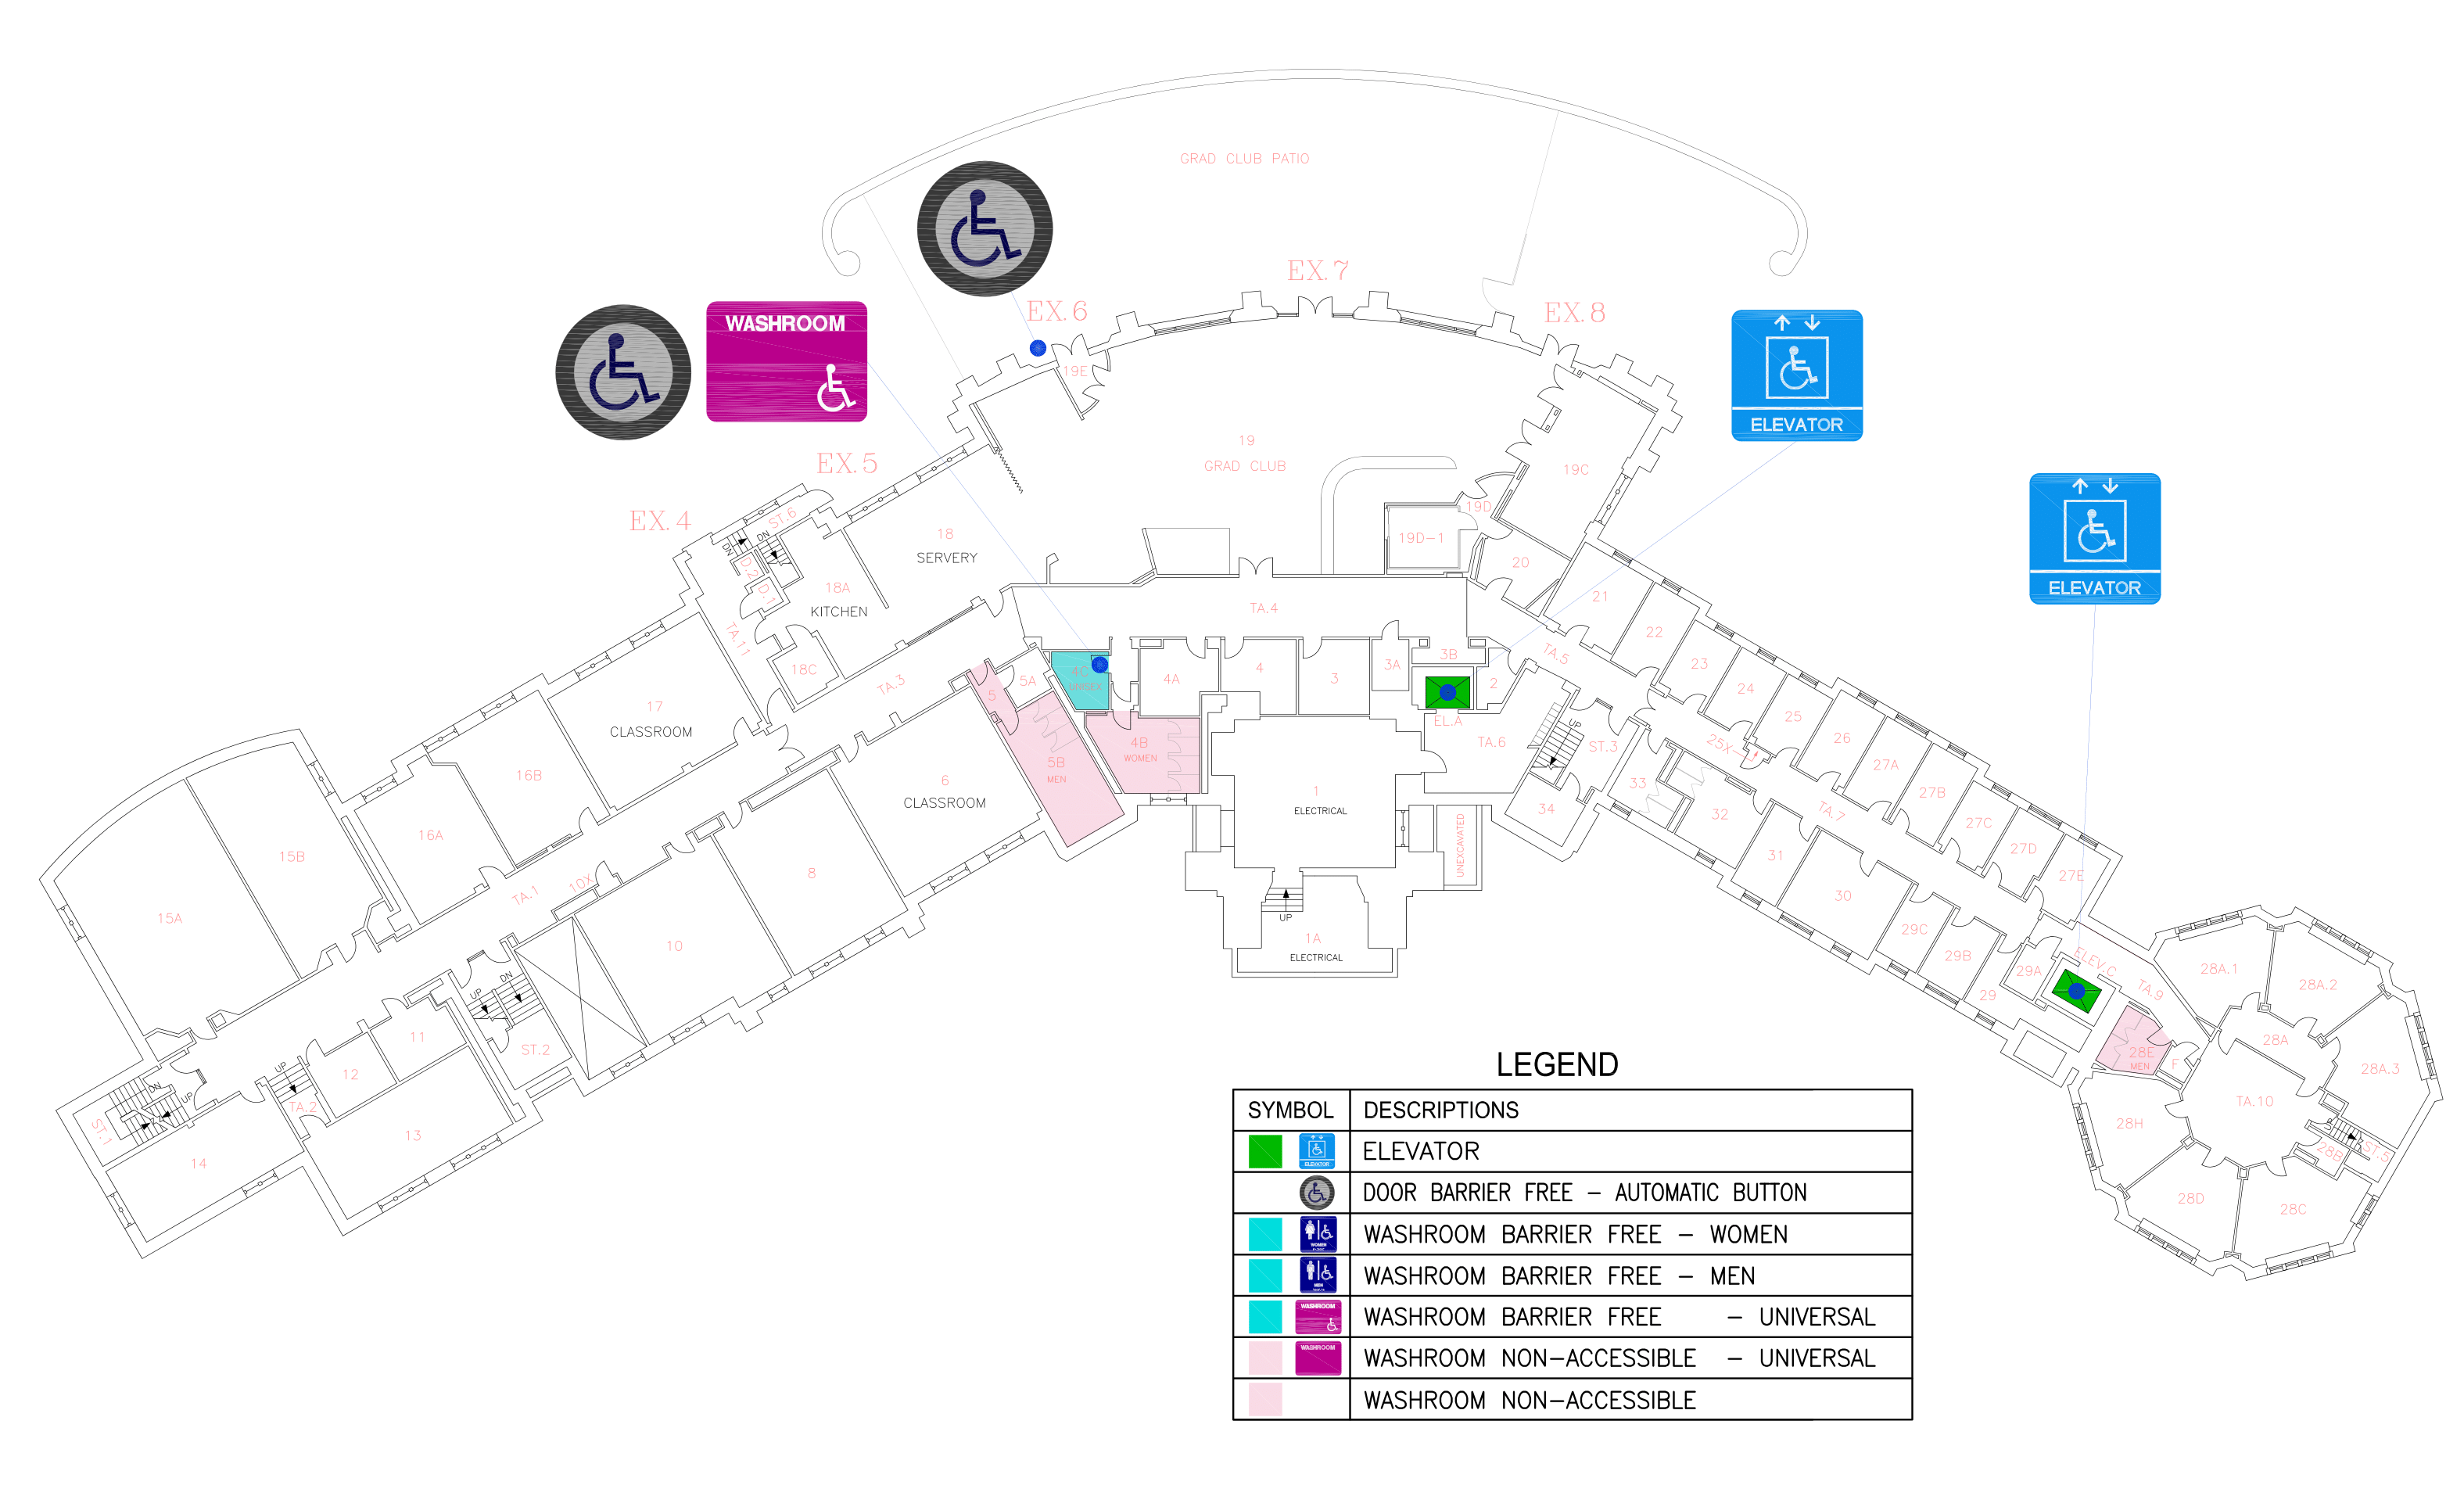 GRAD CLUB PATIO
EX.7
EX.6
EX.8
WASHROOM
ELEVATOR
19E
19
GRAD CLUB
19C
EX.5
EX.4
ST.6
DN
DN
19D
19D-1
18
SERVERY
20
ELEVATOR
D.2
D.1
18A
KITCHEN
TA.11
18C
TA.4
21
22
23
24
25
26
27A
27B
27C
27D
27E
TA.5
3B
3A
3
4
4A
4C
UNISEX
5A
5
TA.3
2
EL.A
TA.6
UP
ST.3
25X
17
CLASSROOM
16B
16A
15B
15A
4B
WOMEN
5B
MEN
6
CLASSROOM
1
ELECTRICAL
UNEXCAVATED
34
33
32
31
30
TA.7
29C
29B
29A
29
ELEV.C
TA.9
8
10
10X
TA.1
UP
1A
ELECTRICAL
UP
DN
ST.2
11
12
13
14
UP
TA.2
DN
UP
ST.1
28A.1
28A.2
28A.3
28A
28E
MEN
F
TA.10
28H
28D
28C
28B
ST.5
LEGEND
SYMBOL DESCRIPTIONS
ELEVATOR ELEVATOR
DOOR BARRIER FREE - AUTOMATIC BUTTON
WOMEN WASHROOM BARRIER FREE - WOMEN
MEN WASHROOM BARRIER FREE - MEN
WASHROOM WASHROOM BARRIER FREE - UNIVERSAL
WASHROOM WASHROOM NON-ACCESSIBLE - UNIVERSAL
WASHROOM NON-ACCESSIBLE